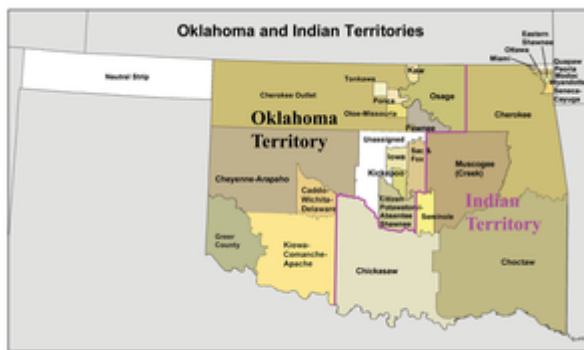 Oklahoma and Indian Territories
Neutral Strip
Cherokee Outlet
Tonkawa
Kaw
Ponca
Otoe-Missouria
Osage
Pawnee
Cherokee
Eastern
Shawnee
Ottawa
Miami
Quapaw
Peoria
Modoc
Wyandotte
Seneca-
Cayuga
Oklahoma
Territory
Unassigned
Iowa
Sac &
Fox
Kickapoo
Cheyenne-Arapaho
Caddo-
Wichita-
Delaware
Citizen
Potawatomi-
Absentee
Shawnee
Seminole
Muscogee
(Creek)
Indian
Territory
Greer
County
Kiowa-
Comanche-
Apache
Chickasaw
Choctaw